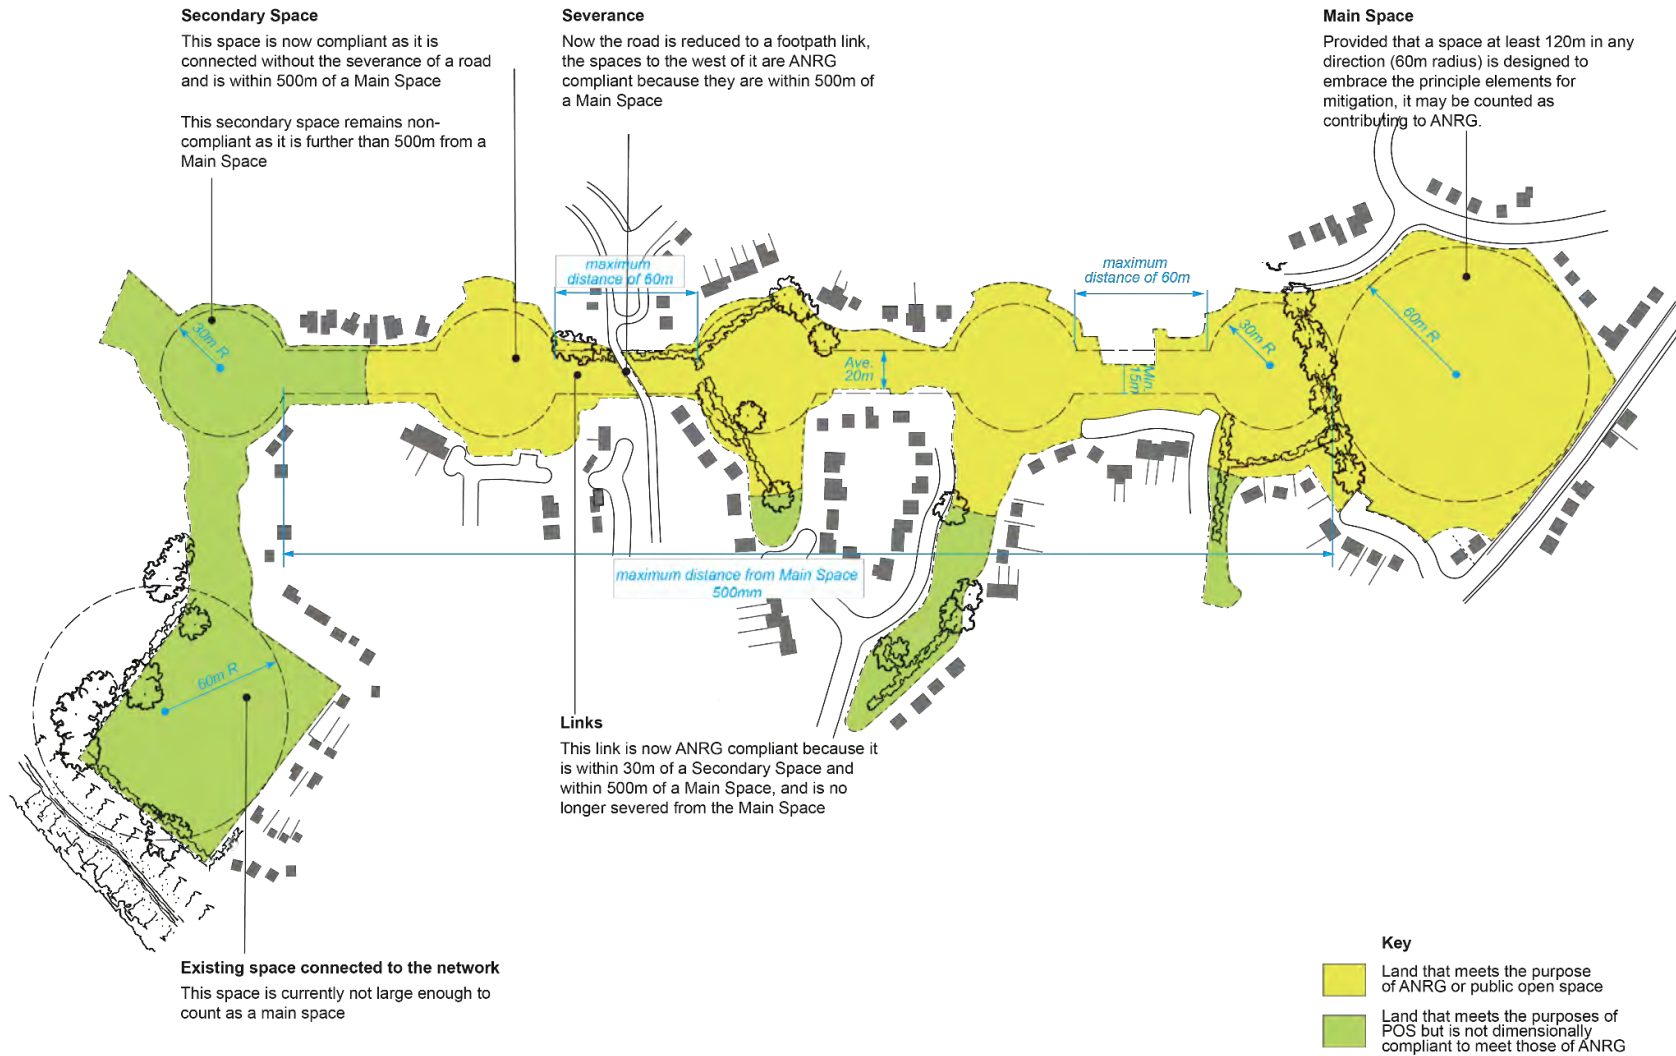 Secondary Space
This space is now compliant as it is
connected without the severance of a road
and is within 500m of a Main Space
This secondary space remains non-
compliant as it is further than 500m from a
Main Space
Severance
Now the road is reduced to a footpath link,
the spaces to the west of it are ANRG
compliant because they are within 500m of
a Main Space
Main Space
Provided that a space at least 120m in any
direction (60m radius) is designed to
embrace the principle elements for
mitigation, it may be counted as
contributing to ANRG.
maximum
distance of 60m
maximum
distance of 60m
30m R
Ave.
20m
Min.
15m
30m R
60m R
maximum distance from Main Space
500mm
60m R
Links
This link is now ANRG compliant because it
is within 30m of a Secondary Space and
within 500m of a Main Space, and is no
longer severed from the Main Space
Existing space connected to the network
This space is currently not large enough to
count as a main space
Key
Land that meets the purpose
of ANRG or public open space
Land that meets the purposes of
POS but is not dimensionally
compliant to meet those of ANRG